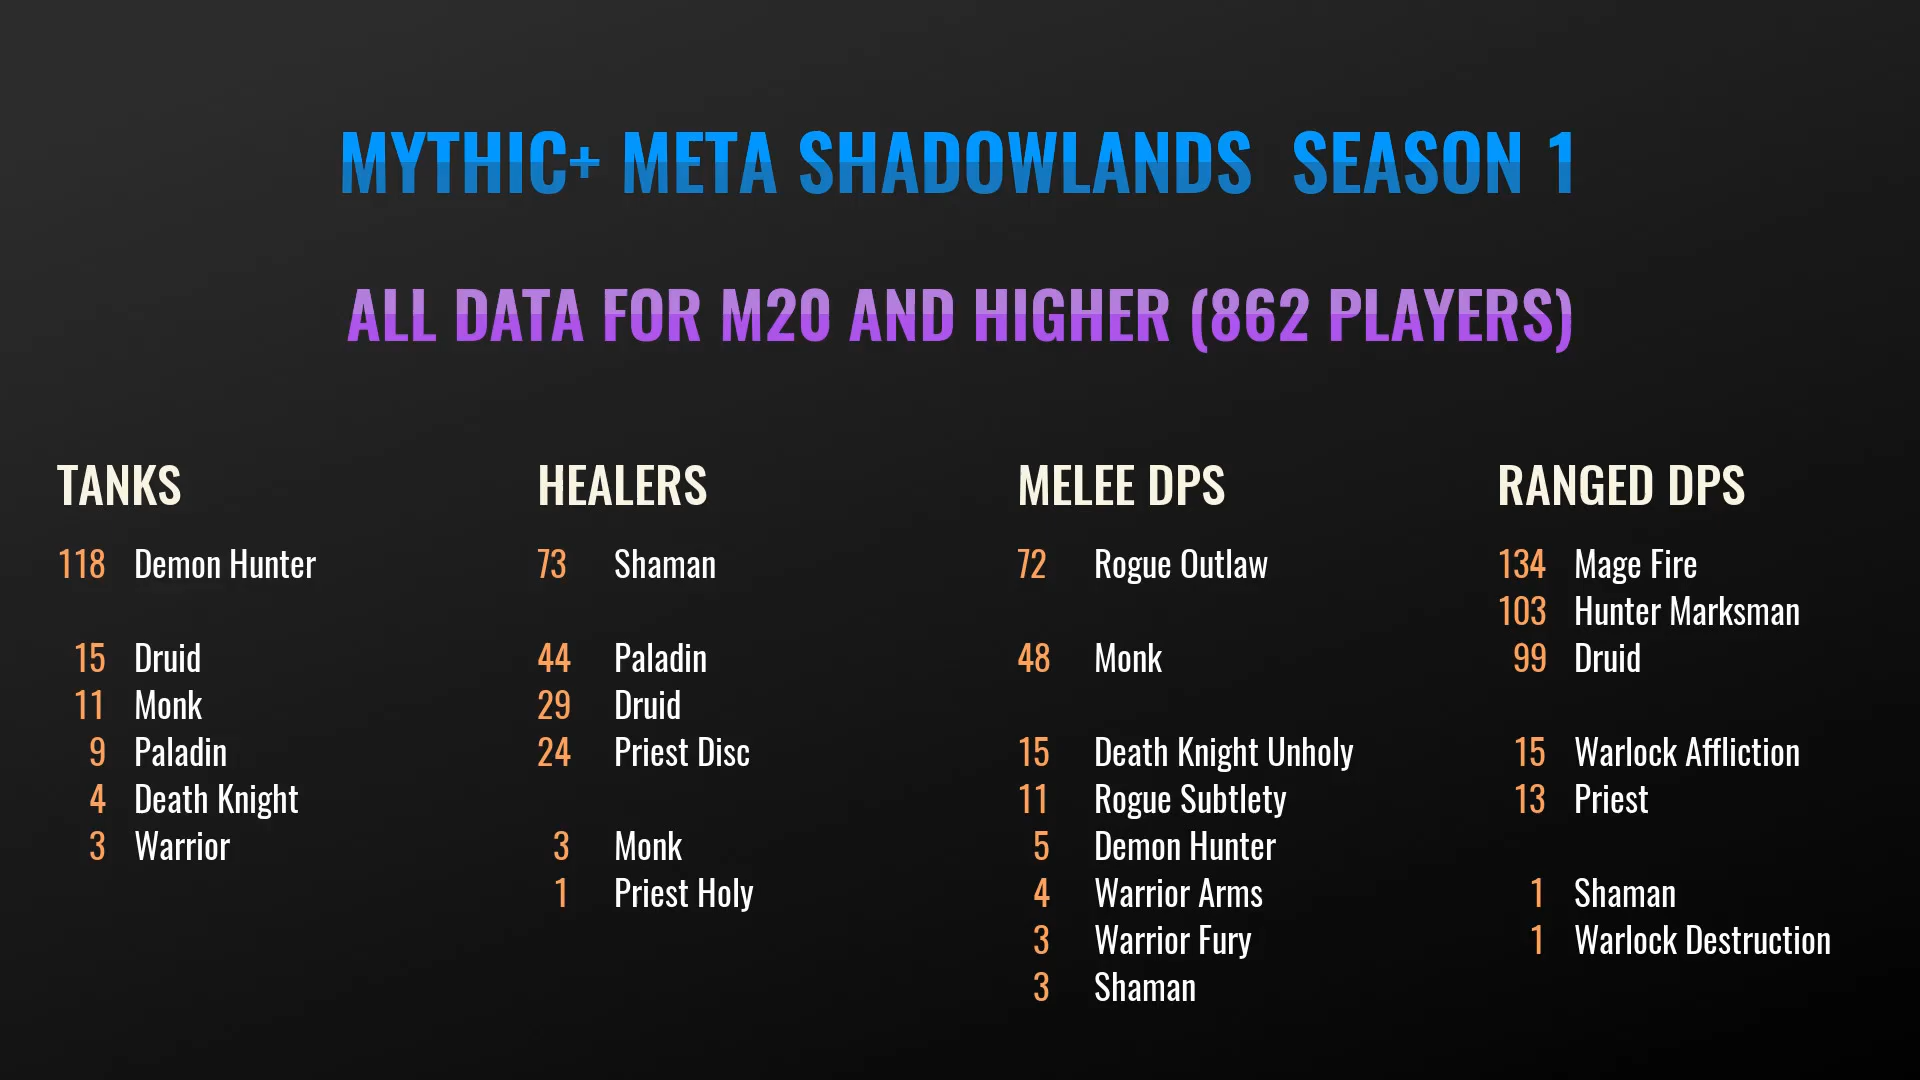 MYTHIC+ META SHADOWLANDS SEASON 1
ALL DATA FOR M20 AND HIGHER (862 PLAYERS)
TANKS
118 Demon Hunter
15 Druid
11 Monk
9 Paladin
4 Death Knight
3 Warrior
HEALERS
73 Shaman
44 Paladin
29 Druid
24 Priest Disc
3 Monk
1 Priest Holy
MELEE DPS
72 Rogue Outlaw
48 Monk
15 Death Knight Unholy
11 Rogue Subtlety
5 Demon Hunter
4 Warrior Arms
3 Warrior Fury
3 Shaman
RANGED DPS
134 Mage Fire
103 Hunter Marksman
99 Druid
15 Warlock Affliction
13 Priest
1 Shaman
1 Warlock Destruction